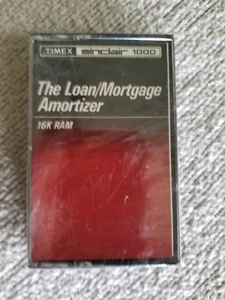 TIMEX sinclair 1000
The Loan/Mortgage
Amortizer
16K RAM